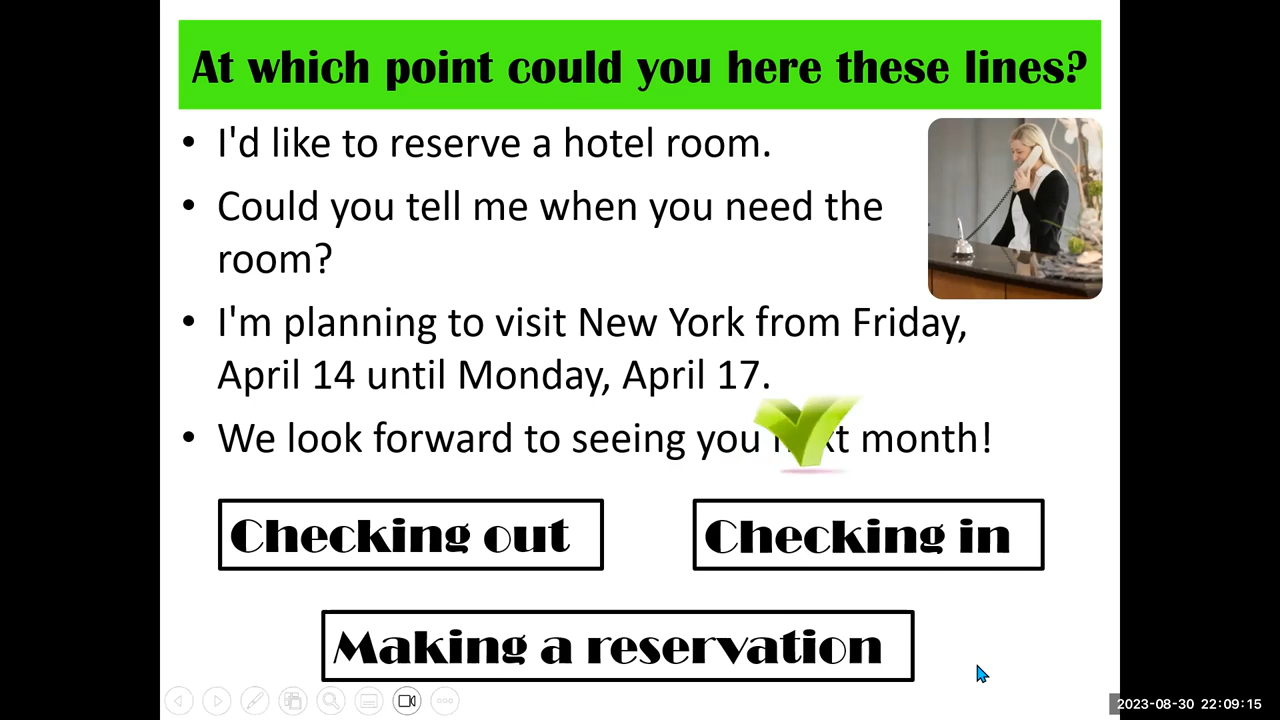 At which point could you here these lines?
• I'd like to reserve a hotel room.
• Could you tell me when you need the
room?
• I'm planning to visit New York from Friday,
April 14 until Monday, April 17.
• We look forward to seeing you month!
Checking out
Checking in
Making a reservation
2023-08-30 22:09:15